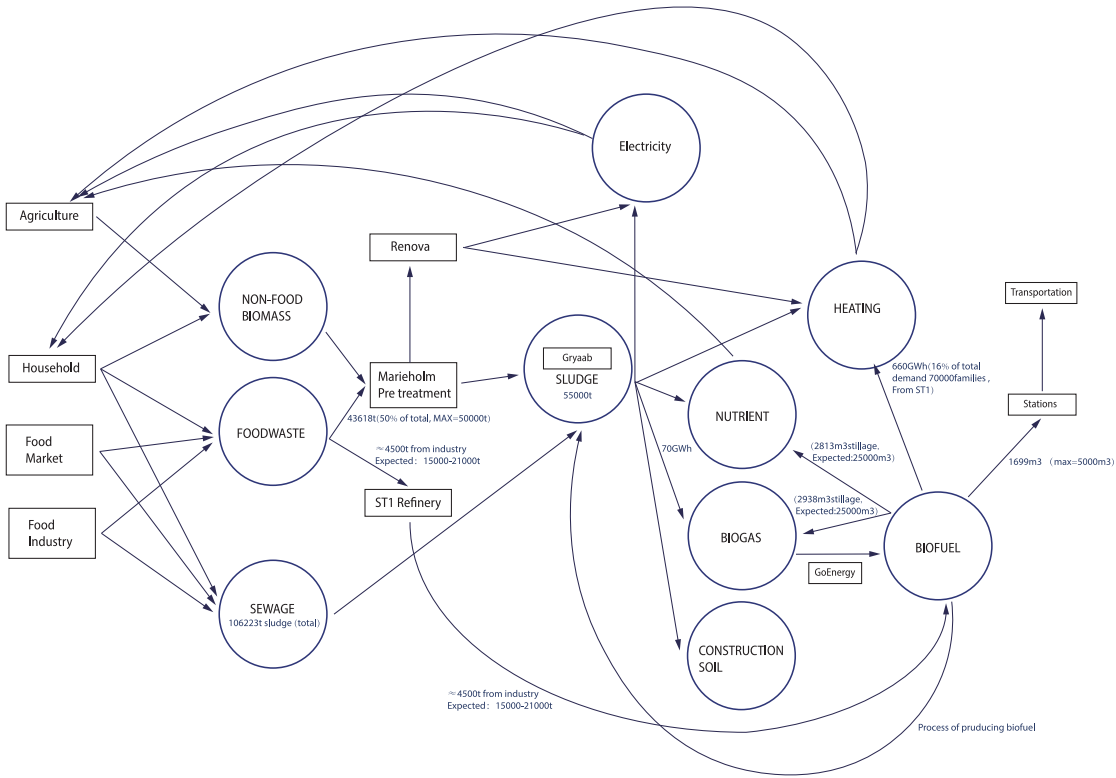 Electricity
Agriculture
Renova
NON-FOOD
BIOMASS
HEATING
Transportation
Household
Marieholm
Pre treatment
Gryaab
SLUDGE
55000t
660GWh(16% of total
demand 70000families ,
From ST1)
Stations
43618t(50% of total, MAX=50000t)
NUTRIENT
FOODWASTE
Food
Market
≈4500t from industry
Expected : 15000-21000t
70GWh
(2813m3stillage,
Expected:25000m3)
1699m3 (max=5000m3)
ST1 Refinery
(2938m3stillage,
Expected:25000m3)
Food
Industry
BIOGAS
BIOFUEL
GoEnergy
SEWAGE
106223t sludge (total)
CONSTRUCTION
SOIL
≈4500t from industry
Expected : 15000-21000t
Process of pruducing biofuel